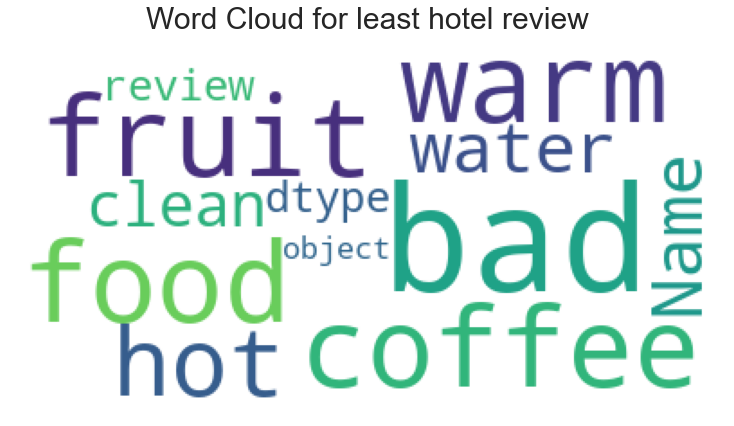 Word Cloud for least hotel review
review
warm
fruit
water
clean
dtype
bad
Name
object
food
hot
coffee